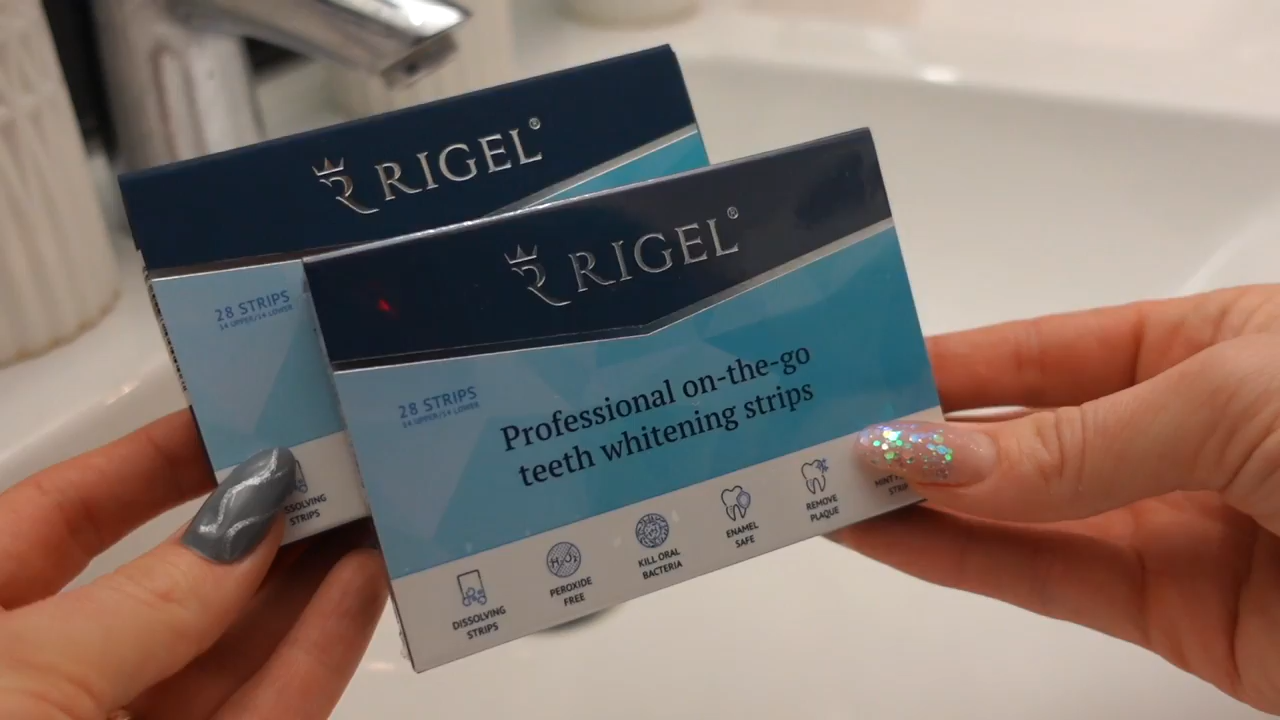 RIGEL®
28 STRIPS
14 UPPER/14 LOWER
DISSOLVING
STRIPS
RIGEL®
28 STRIPS
14 UPPER/14 LOWER
Professional on-the-go
teeth whitening strips
DISSOLVING
STRIPS
H₂O₂
PEROXIDE
FREE
KILL ORAL
BACTERIA
ENAMEL
SAFE
REMOVE
PLAQUE